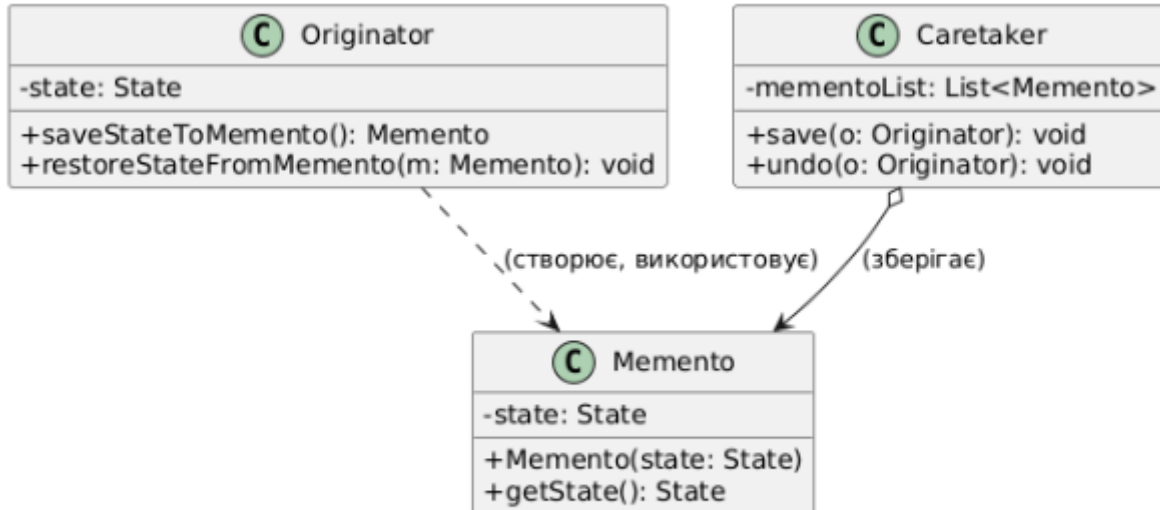 C Originator
-state: State
+saveStateToMemento(): Memento
+restoreStateFromMemento(m: Memento): void
C Caretaker
-mementoList: List<Memento>
+save(o: Originator): void
+undo(o: Originator): void
(створює, використовує)
(зберігає)
C Memento
-state: State
+Memento(state: State)
+getState(): State